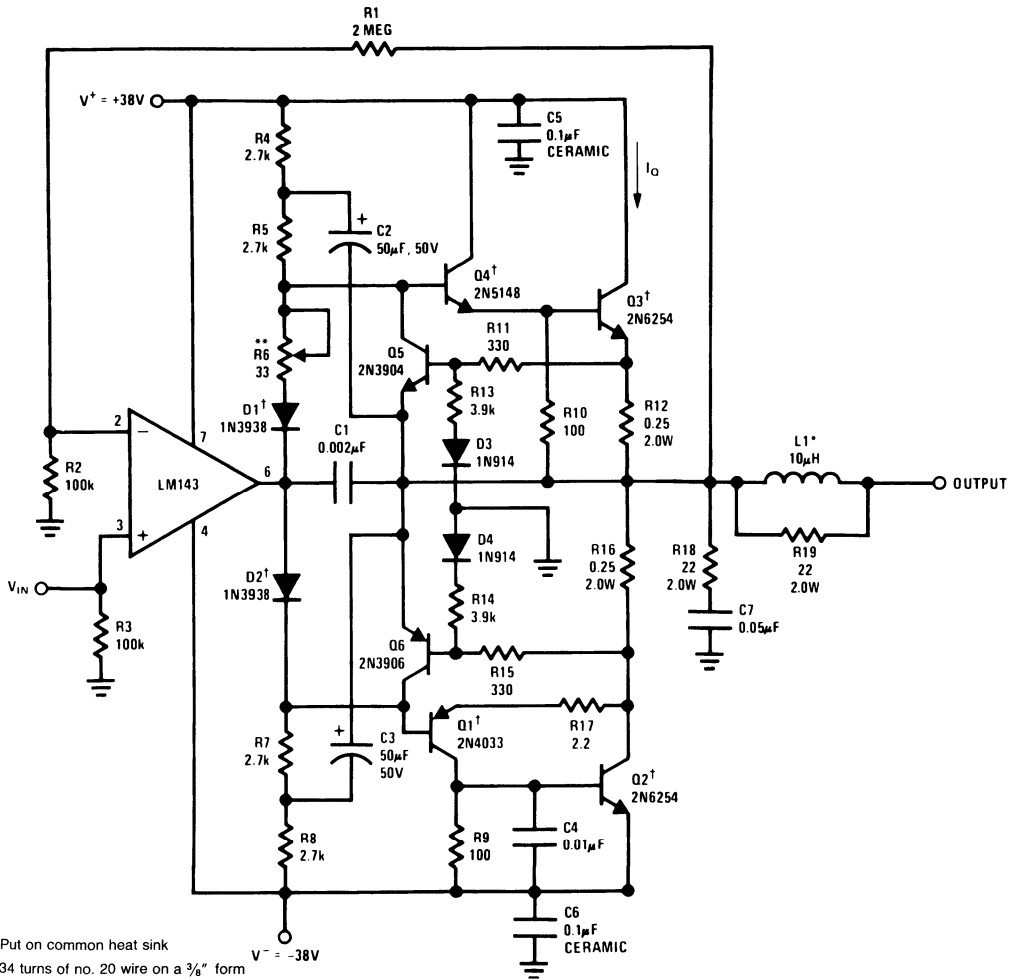 R1
2 MEG
V+ = +38V
R4
2.7k
C5
0.1μF
CERAMIC
IQ
R5
2.7k
+
C2
50μF, 50V
Q4†
2N5148
Q3†
2N6254
**
R6
33
Q5
2N3904
R11
330
D1†
1N3938
R13
3.9k
R10
100
R12
0.25
2.0W
C1
0.002μF
D3
1N914
L1*
10μH
2
−
7
R2
100k
LM143
6
OUTPUT
3
+
4
D4
1N914
R16
0.25
2.0W
R18
22
2.0W
R19
22
2.0W
VIN
D2†
1N3938
R14
3.9k
C7
0.05μF
R3
100k
Q6
2N3906
R15
330
R17
2.2
Q1†
2N4033
R7
2.7k
+
C3
50μF
50V
Q2†
2N6254
R8
2.7k
R9
100
C4
0.01μF
C6
0.1μF
CERAMIC
V− = −38V
Put on common heat sink
34 turns of no. 20 wire on a 3/8″ form